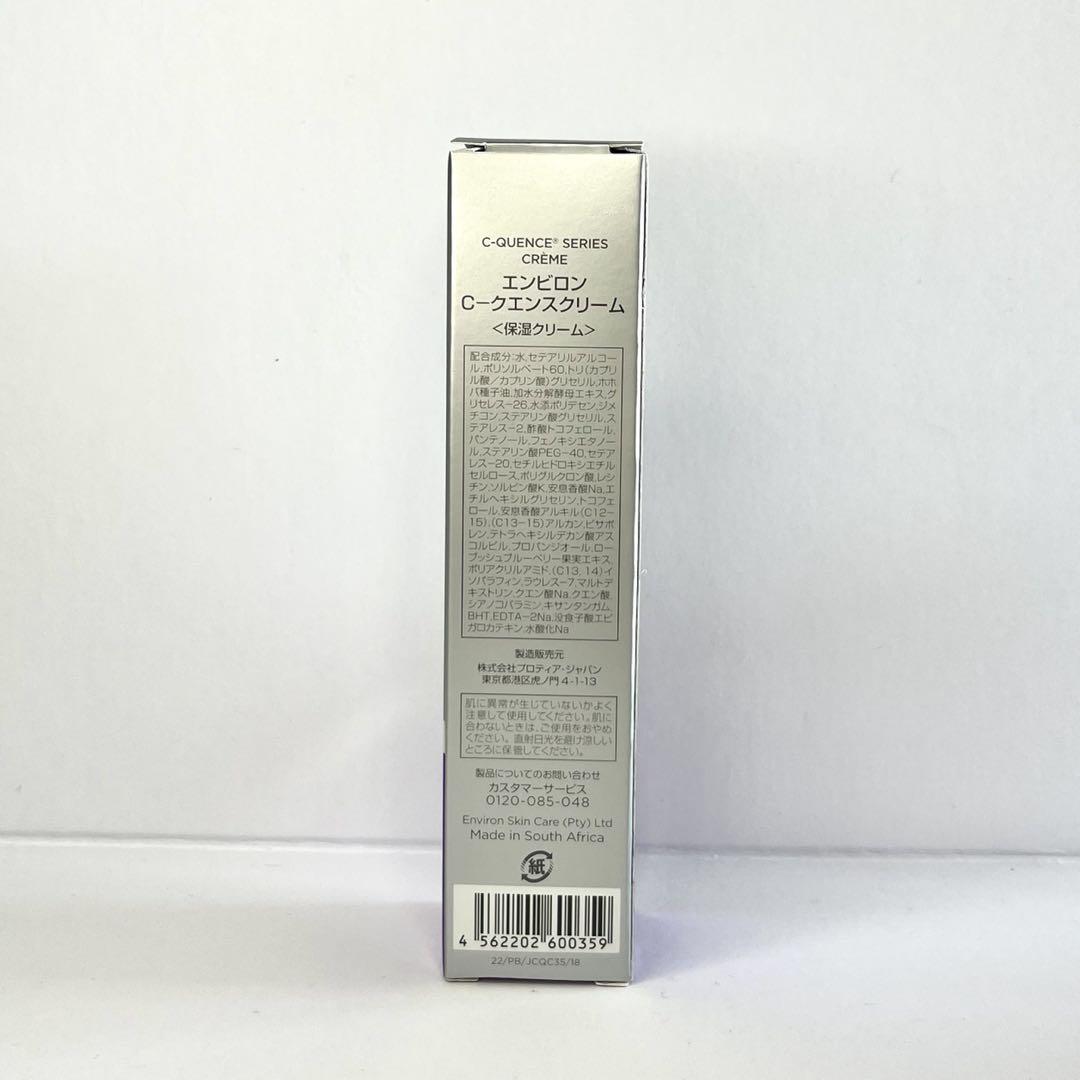 C-QUENCE® SERIES
CRÈME
エンビロン
C−クエンスクリーム
＜保湿クリーム＞
配合成分:水,セテアリルアルコー
ル,ポリソルベート60,トリ(カプリ
ル酸／カプリン酸)グリセリル,ホホ
バ種子油,加水分解酵母エキス,グ
リセレス−26,水添ポリデセン,ジメ
チコン,ステアリン酸グリセリル,ス
テアレス−2,酢酸トコフェロール,
パンテノール,フェノキシエタノー
ル,ステアリン酸PEG−40,セテア
レス−20,セチルヒドロキシエチル
セルロース,ポリグルクロン酸,レシ
チン,ソルビン酸K,安息香酸Na,エ
チルヘキシルグリセリン,トコフェ
ロール,安息香酸アルキル(C12−
15),(C13−15)アルカン,ビサボ
レン,テトラヘキシルデカン酸アス
コルビル,プロパンジオール,ロー
ブッシュブルーベリー果実エキス,
ポリアクリルアミド,(C13, 14)イ
ソパラフィン,ラウレス−7,マルトデ
キストリン,クエン酸Na,クエン酸,
シアノコバラミン,キサンタンガム,
BHT,EDTA−2Na,没食子酸エピ
ガロカテキン,水酸化Na
製造販売元
株式会社プロティア・ジャパン
東京都港区虎ノ門 4-1-13
肌に異常が生じていないかよく
注意して使用してください。肌に
合わないときは、ご使用をおやめ
ください。直射日光を避け涼しい
ところに保管してください。
製品についてのお問い合わせ
カスタマーサービス
0120-085-048
Environ Skin Care (Pty) Ltd
Made in South Africa
紙
4 562202 600359
22/PB/JCQC35/18